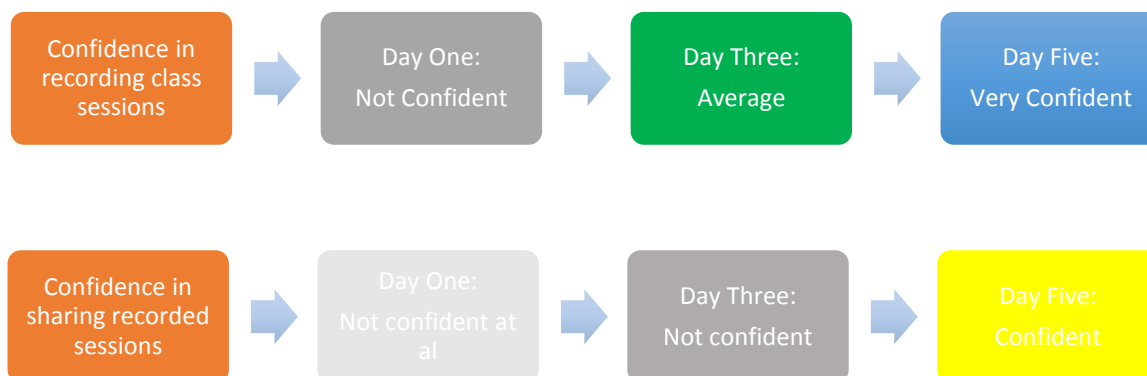 Confidence in
recording class
sessions
Day One:
Not Confident
Day Three:
Average
Day Five:
Very Confident
Confidence in
sharing recorded
sessions
Day One:
Not confident at
al
Day Three:
Not confident
Day Five:
Confident